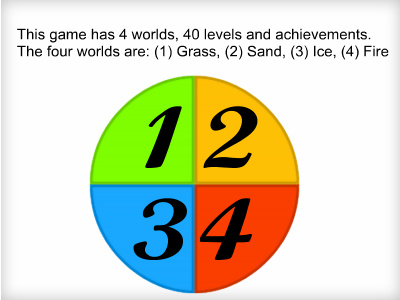 This game has 4 worlds, 40 levels and achievements.
The four worlds are: (1) Grass, (2) Sand, (3) Ice, (4) Fire
1 2
3 4